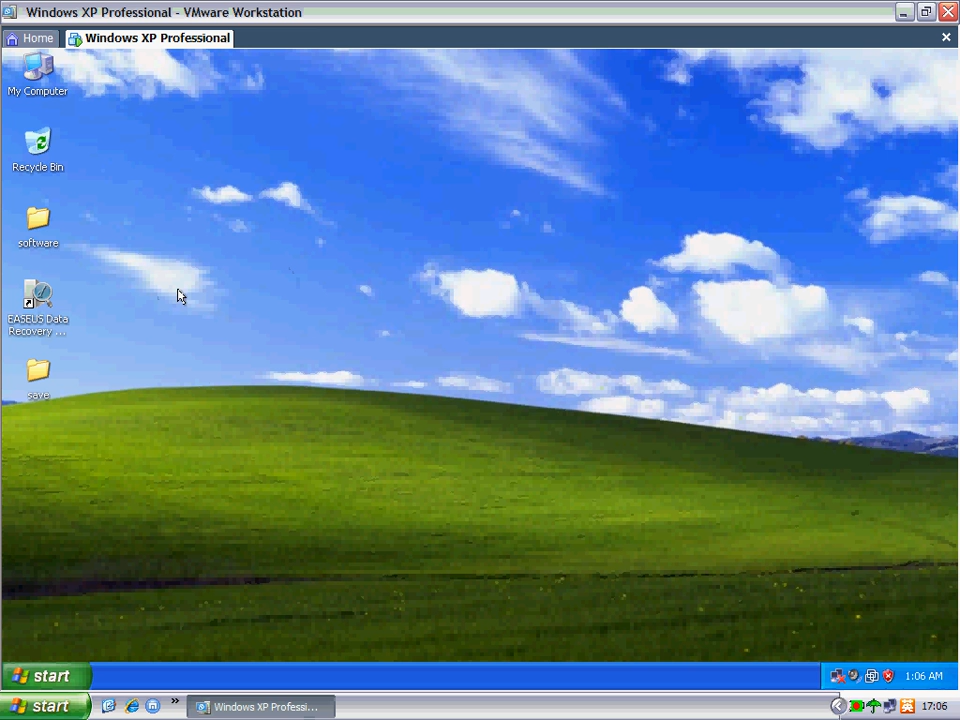 Windows XP Professional - VMware Workstation
Home
Windows XP Professional
My Computer
Recycle Bin
software
EASEUS Data
Recovery ...
save
start
1:06 AM
start
Windows XP Professi...
英
17:06